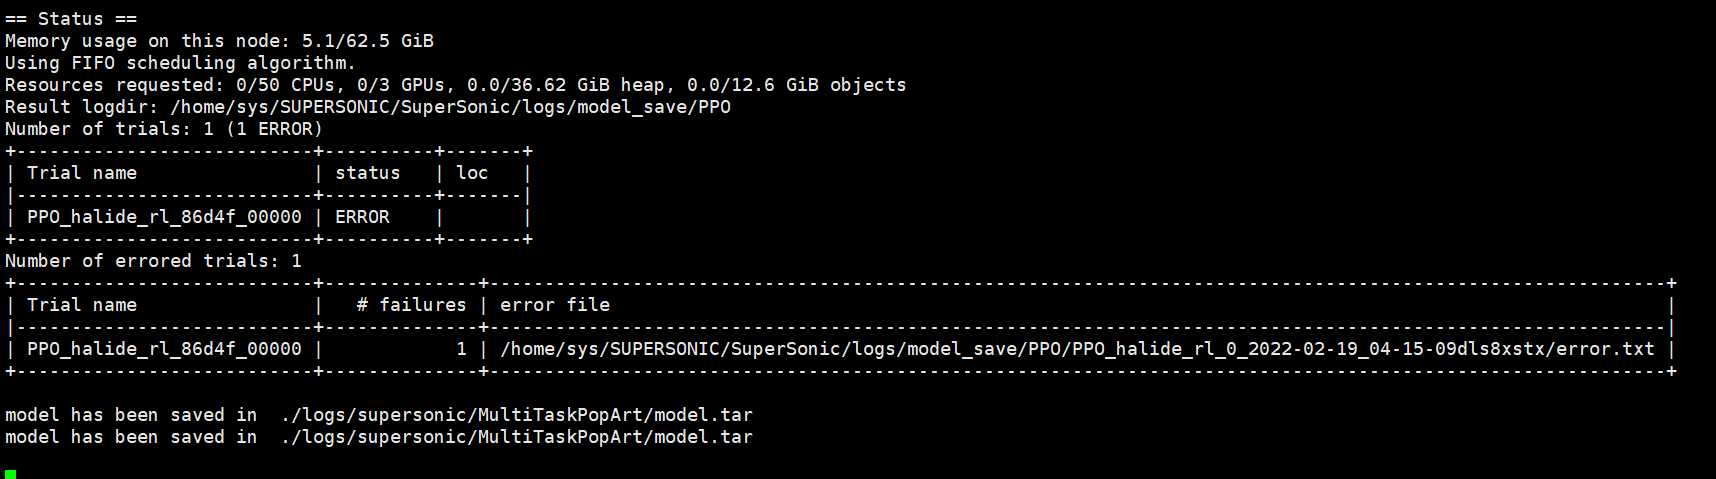 == Status ==
Memory usage on this node: 5.1/62.5 GiB
Using FIFO scheduling algorithm.
Resources requested: 0/50 CPUs, 0/3 GPUs, 0.0/36.62 GiB heap, 0.0/12.6 GiB objects
Result logdir: /home/sys/SUPERSONIC/SuperSonic/logs/model_save/PPO
Number of trials: 1 (1 ERROR)
+---------------------------+----------+-------+
| Trial name                | status   | loc   |
|---------------------------+----------+-------|
| PPO_halide_rl_86d4f_00000 | ERROR    |       |
+---------------------------+----------+-------+
Number of errored trials: 1
+---------------------------+--------------+-----------------------------------------------------------------------------------------------------------+
| Trial name                |   # failures | error file                                                                                                |
|---------------------------+--------------+-----------------------------------------------------------------------------------------------------------|
| PPO_halide_rl_86d4f_00000 |            1 | /home/sys/SUPERSONIC/SuperSonic/logs/model_save/PPO/PPO_halide_rl_0_2022-02-19_04-15-09dls8xstx/error.txt |
+---------------------------+--------------+-----------------------------------------------------------------------------------------------------------+
model has been saved in  ./logs/supersonic/MultiTaskPopArt/model.tar
model has been saved in  ./logs/supersonic/MultiTaskPopArt/model.tar